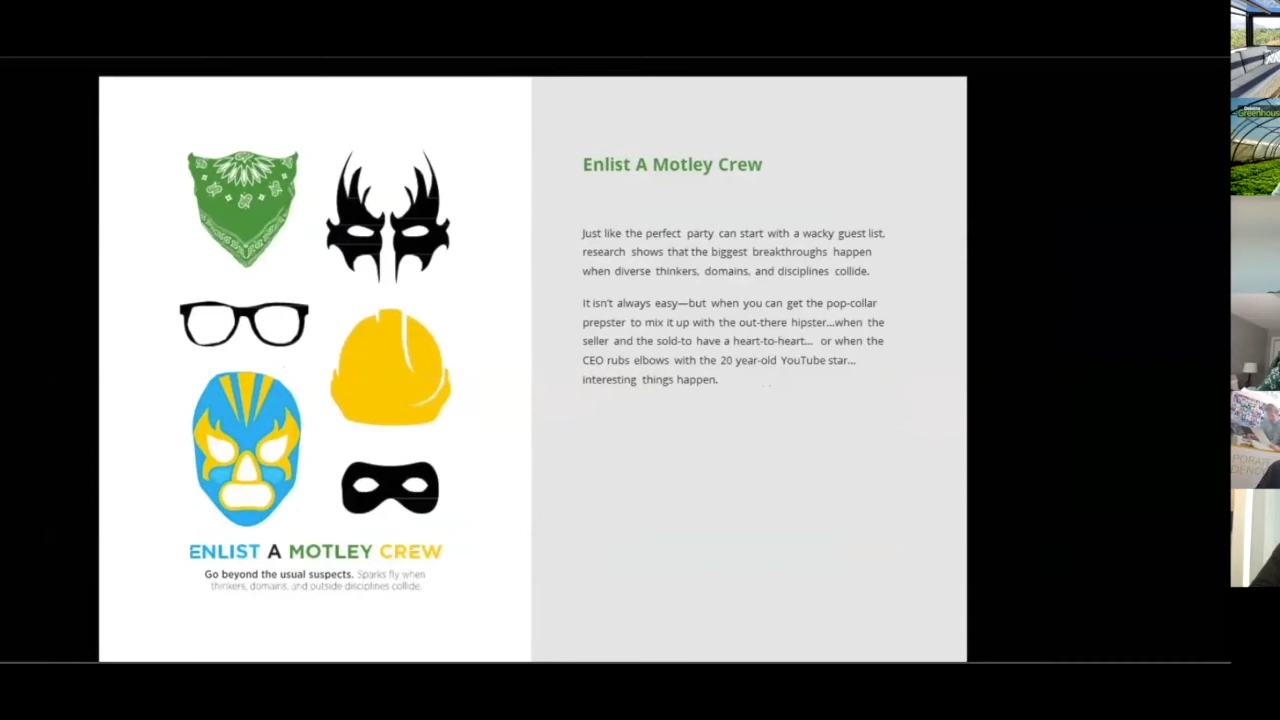 ENLIST A MOTLEY CREW
Go beyond the usual suspects. Sparks fly when
thinkers, domains, and outside disciplines collide.
Enlist A Motley Crew
Just like the perfect party can start with a wacky guest list,
research shows that the biggest breakthroughs happen
when diverse thinkers, domains, and disciplines collide.
It isn't always easy—but when you can get the pop-collar
prepster to mix it up with the out-there hipster...when the
seller and the sold-to have a heart-to-heart... or when the
CEO rubs elbows with the 20 year-old YouTube star...
interesting things happen.
Deloitte
Greenhous